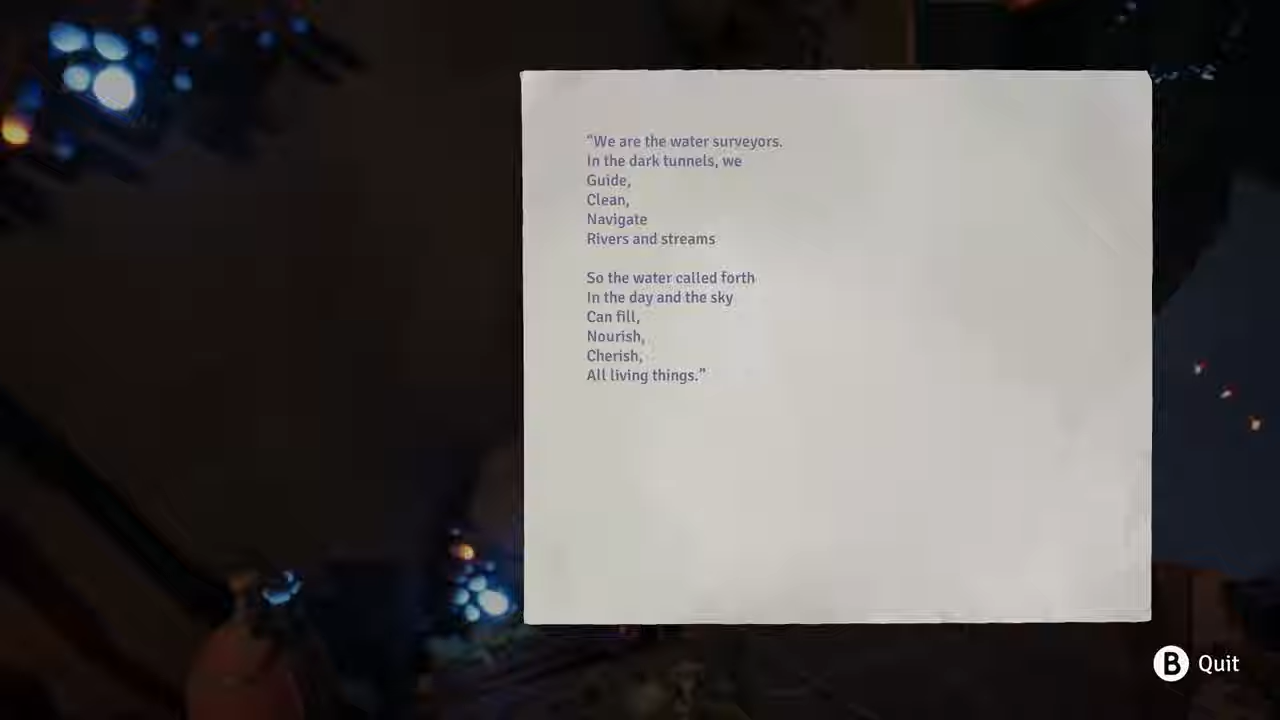 “We are the water surveyors.
In the dark tunnels, we
Guide,
Clean,
Navigate
Rivers and streams
So the water called forth
In the day and the sky
Can fill,
Nourish,
Cherish,
All living things.”
B Quit